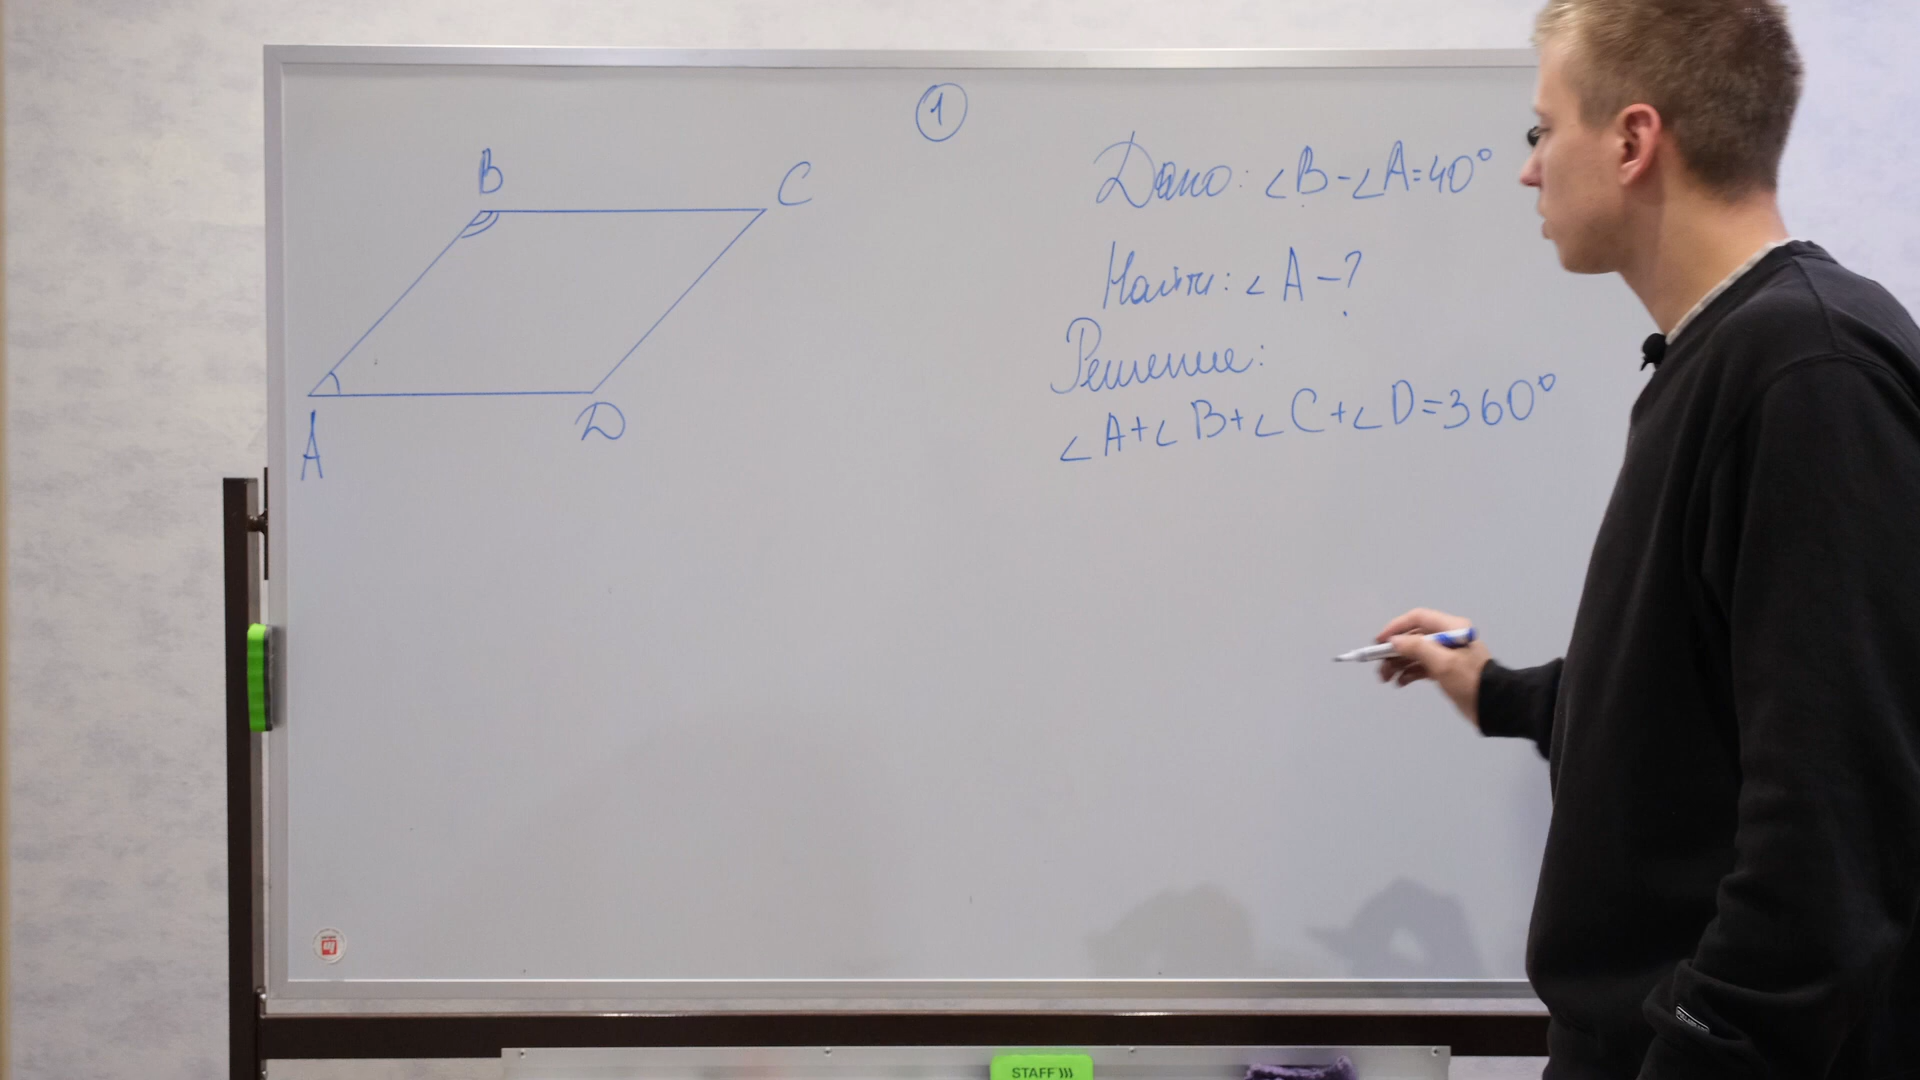 1
B
C
A
D
Дано: ∠B-∠A=40°
Найти: ∠A-?
Решение:
∠A+∠B+∠C+∠D=360°
STAFF